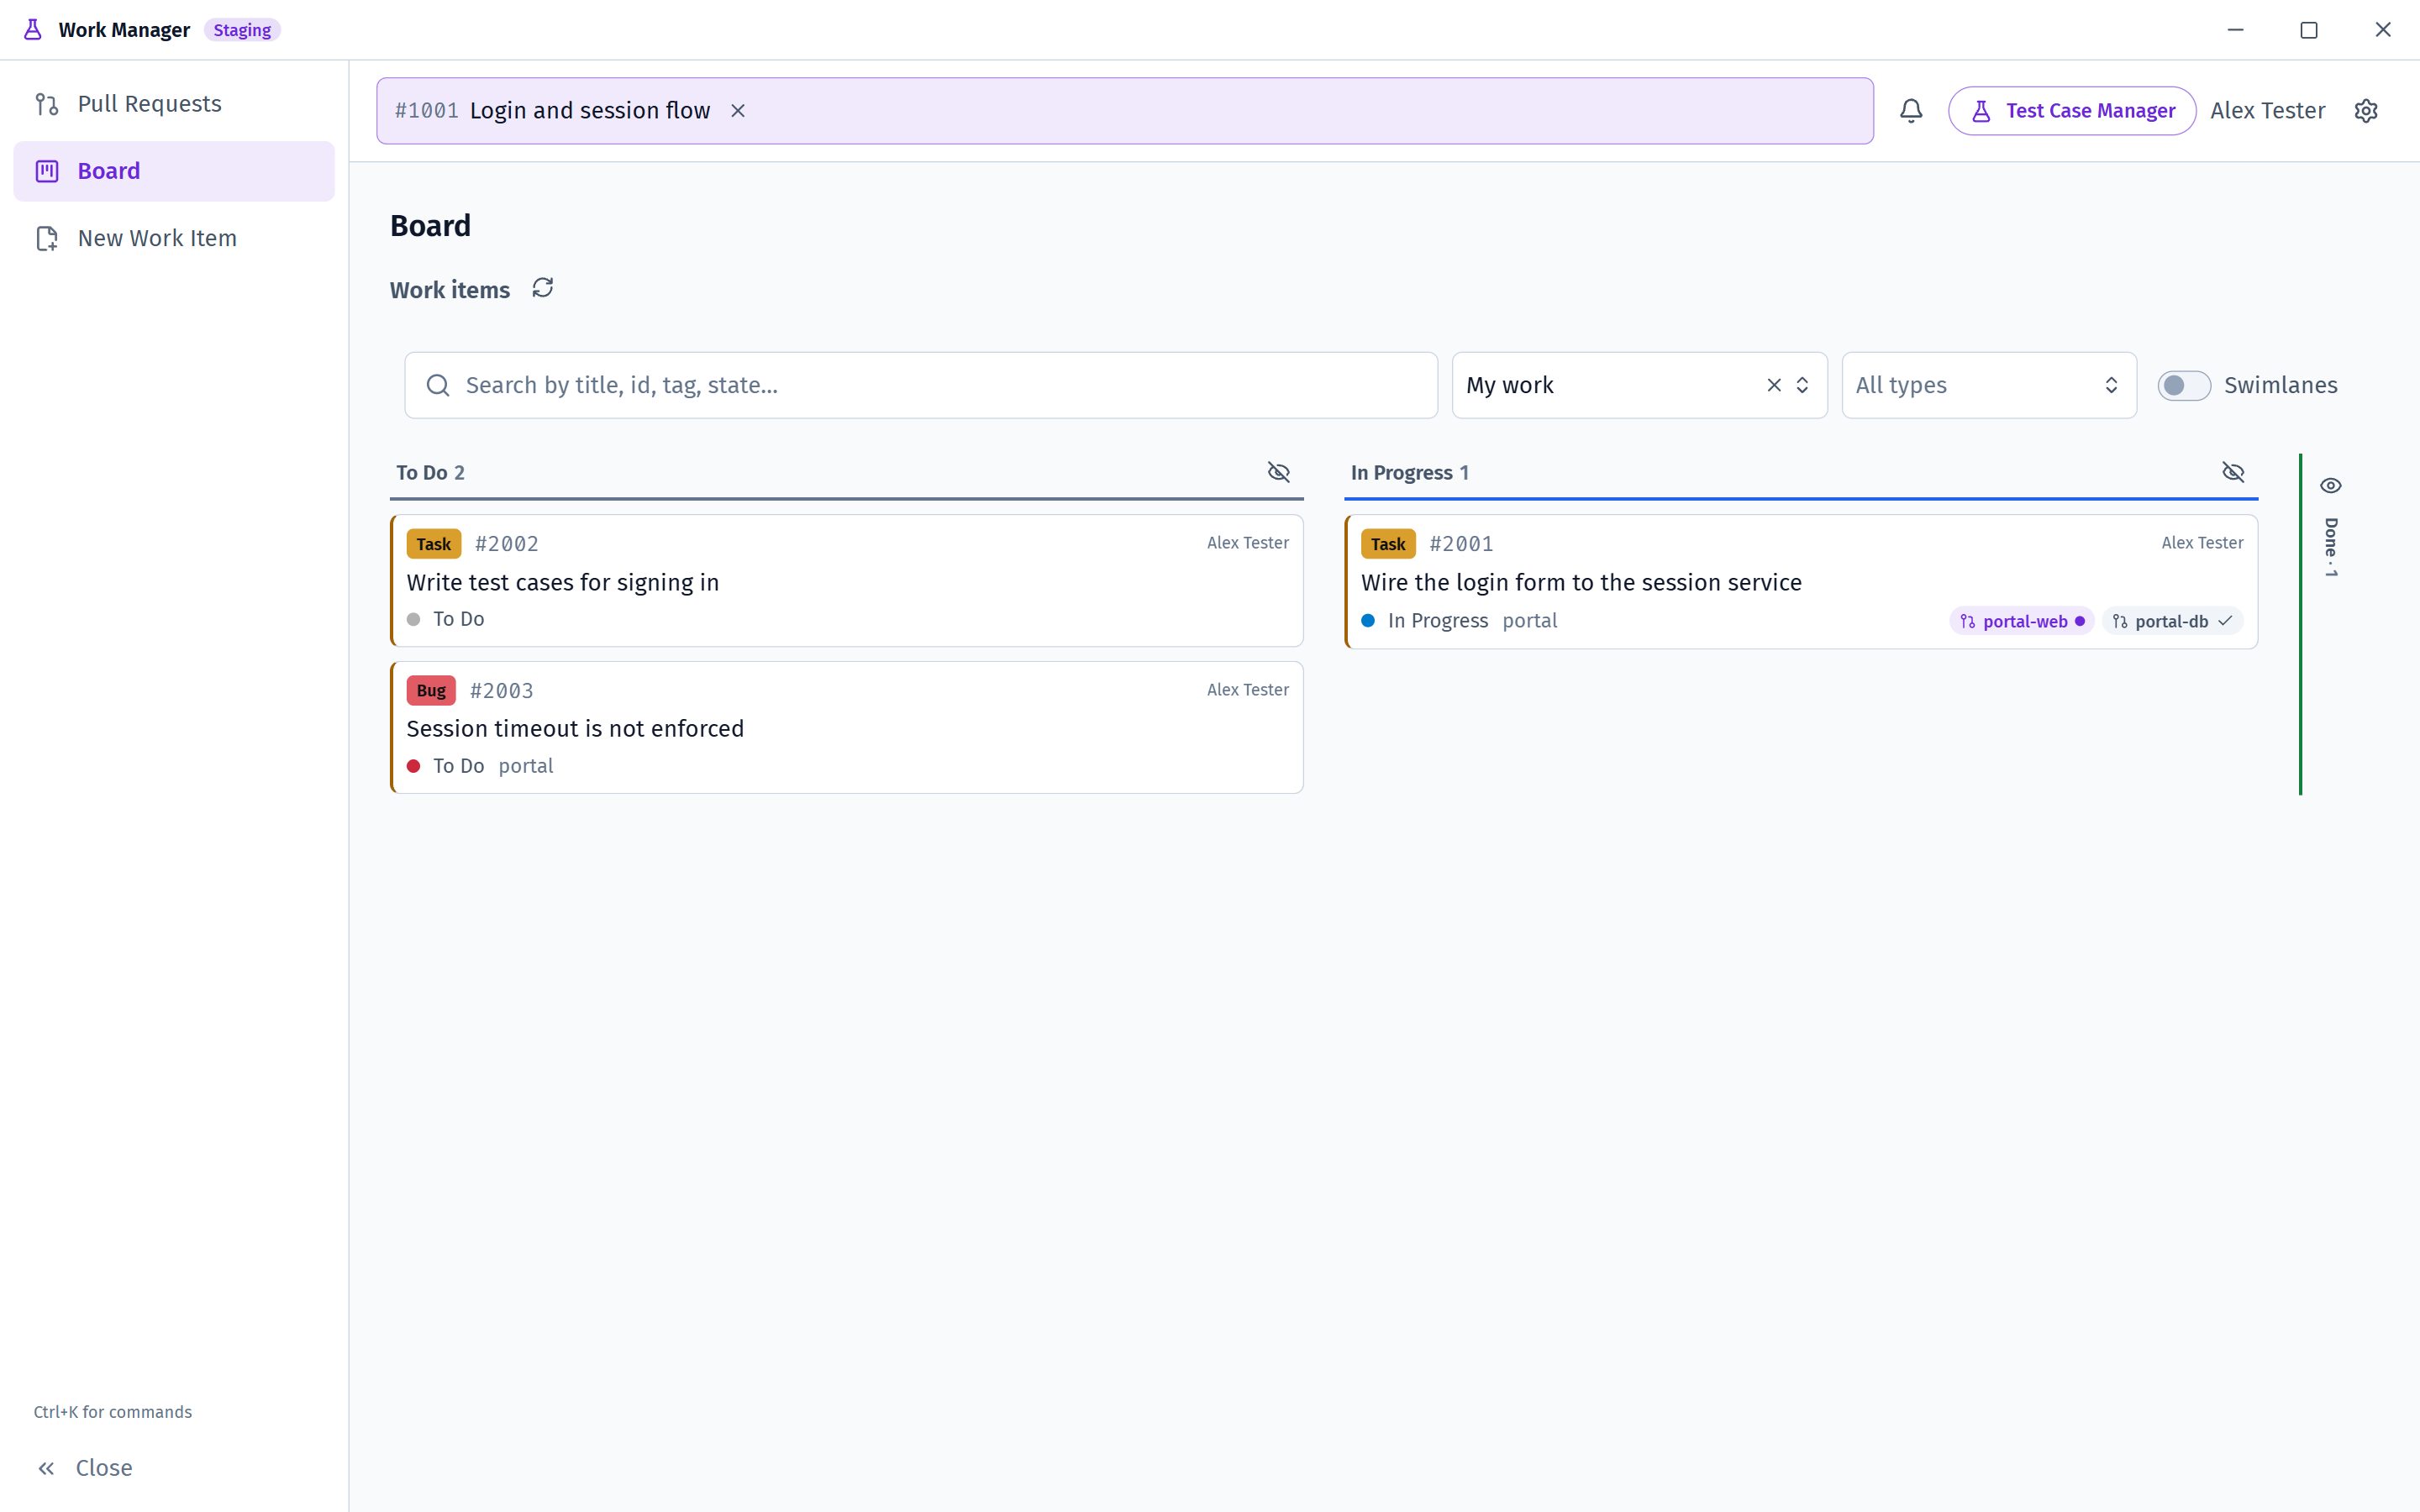 Work Manager Staging
Pull Requests
Board
New Work Item
Ctrl+K for commands
Close
#1001 Login and session flow
Test Case Manager
Alex Tester
Board
Work items
Search by title, id, tag, state...
My work
All types
Swimlanes
To Do 2
Task #2002 Alex Tester
Write test cases for signing in
To Do
Bug #2003 Alex Tester
Session timeout is not enforced
To Do portal
In Progress 1
Task #2001 Alex Tester
Wire the login form to the session service
In Progress portal portal-web portal-db
Done · 1